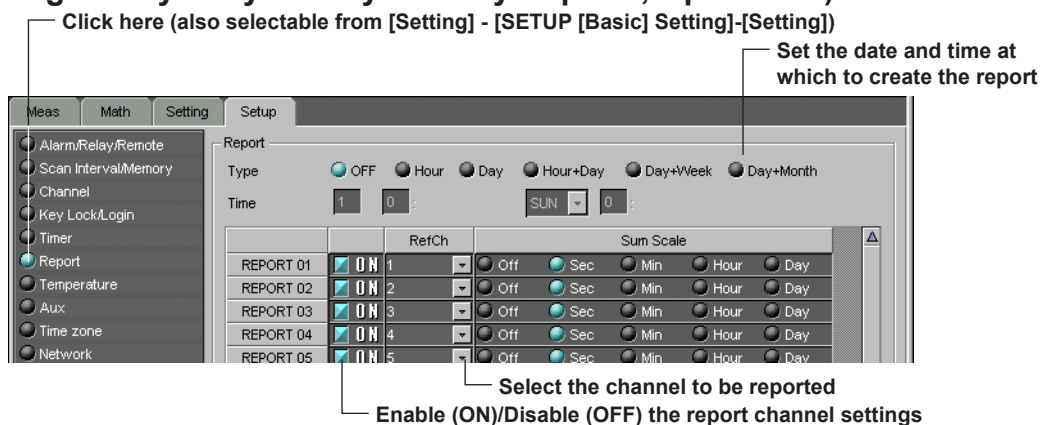 Click here (also selectable from [Setting] - [SETUP [Basic] Setting]-[Setting])
Set the date and time at
which to create the report
Meas Math Setting Setup
Alarm/Relay/Remote
Scan Interval/Memory
Channel
Key Lock/Login
Timer
Report
Temperature
Aux
Time zone
Network
Report
Type OFF Hour Day Hour+Day Day+Week Day+Month
Time 1 0 : SUN 0 :
RefCh Sum Scale
REPORT 01 ON 1 Off Sec Min Hour Day
REPORT 02 ON 2 Off Sec Min Hour Day
REPORT 03 ON 3 Off Sec Min Hour Day
REPORT 04 ON 4 Off Sec Min Hour Day
REPORT 05 ON 5 Off Sec Min Hour Day
Select the channel to be reported
Enable (ON)/Disable (OFF) the report channel settings